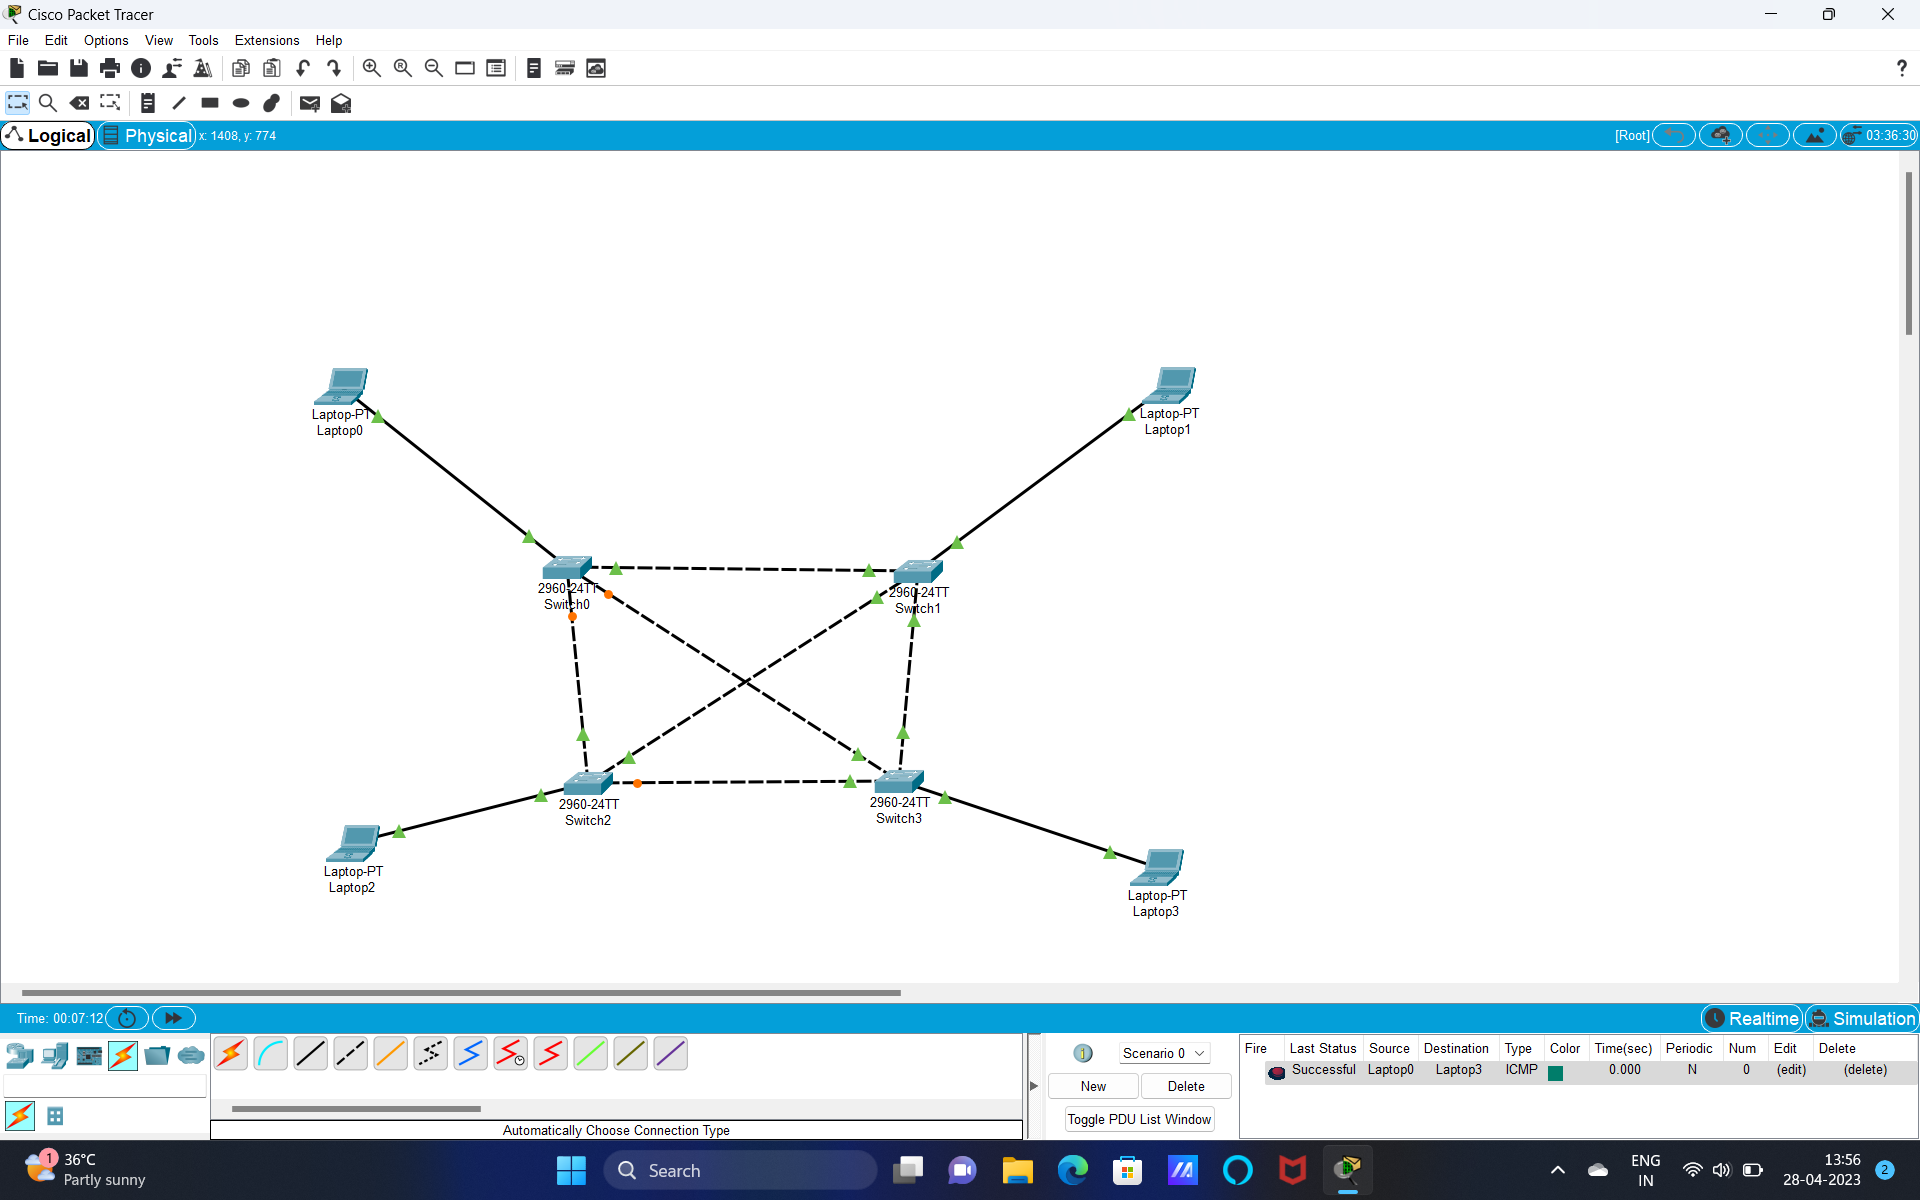 Cisco Packet Tracer
File Edit Options View Tools Extensions Help
?
Logical Physical x: 1408, y: 774 [Root] 03:36:30
Laptop-PT
Laptop0
Laptop-PT
Laptop1
2960-24TT
Switch0
2960-24TT
Switch1
2960-24TT
Switch2
2960-24TT
Switch3
Laptop-PT
Laptop2
Laptop-PT
Laptop3
Time: 00:07:12 Realtime Simulation
Scenario 0
New Delete
Toggle PDU List Window
Fire Last Status Source Destination Type Color Time(sec) Periodic Num Edit Delete
Successful Laptop0 Laptop3 ICMP 0.000 N 0 (edit) (delete)
Automatically Choose Connection Type
1
36°C
Partly sunny
Search
ENG
IN
13:56
28-04-2023
2